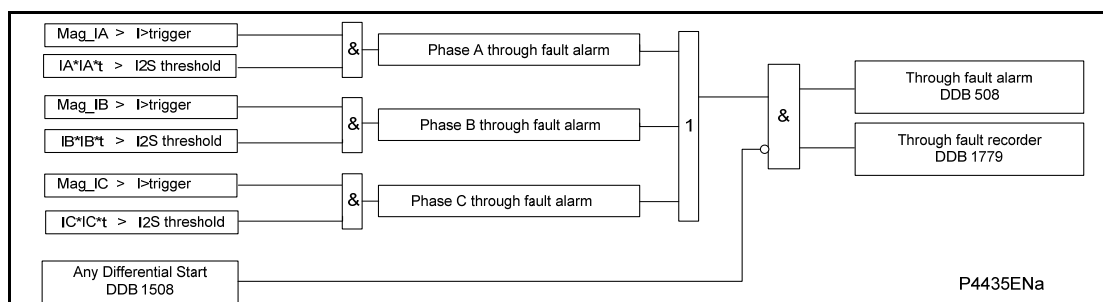 Mag_IA > I>trigger
IA*IA*t > I2S threshold
&
Phase A through fault alarm
Mag_IB > I>trigger
IB*IB*t > I2S threshold
&
Phase B through fault alarm
Mag_IC > I>trigger
IC*IC*t > I2S threshold
&
Phase C through fault alarm
1
&
Through fault alarm
DDB 508
Through fault recorder
DDB 1779
Any Differential Start
DDB 1508
P4435ENa